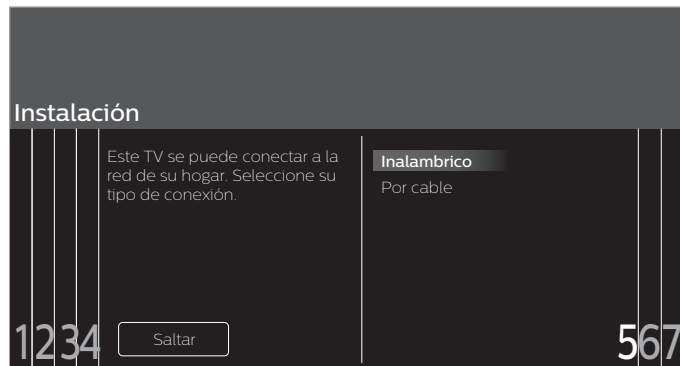 Instalación
Este TV se puede conectar a la
red de su hogar. Seleccione su
tipo de conexión.
Inalambrico
Por cable
Saltar
1234
567